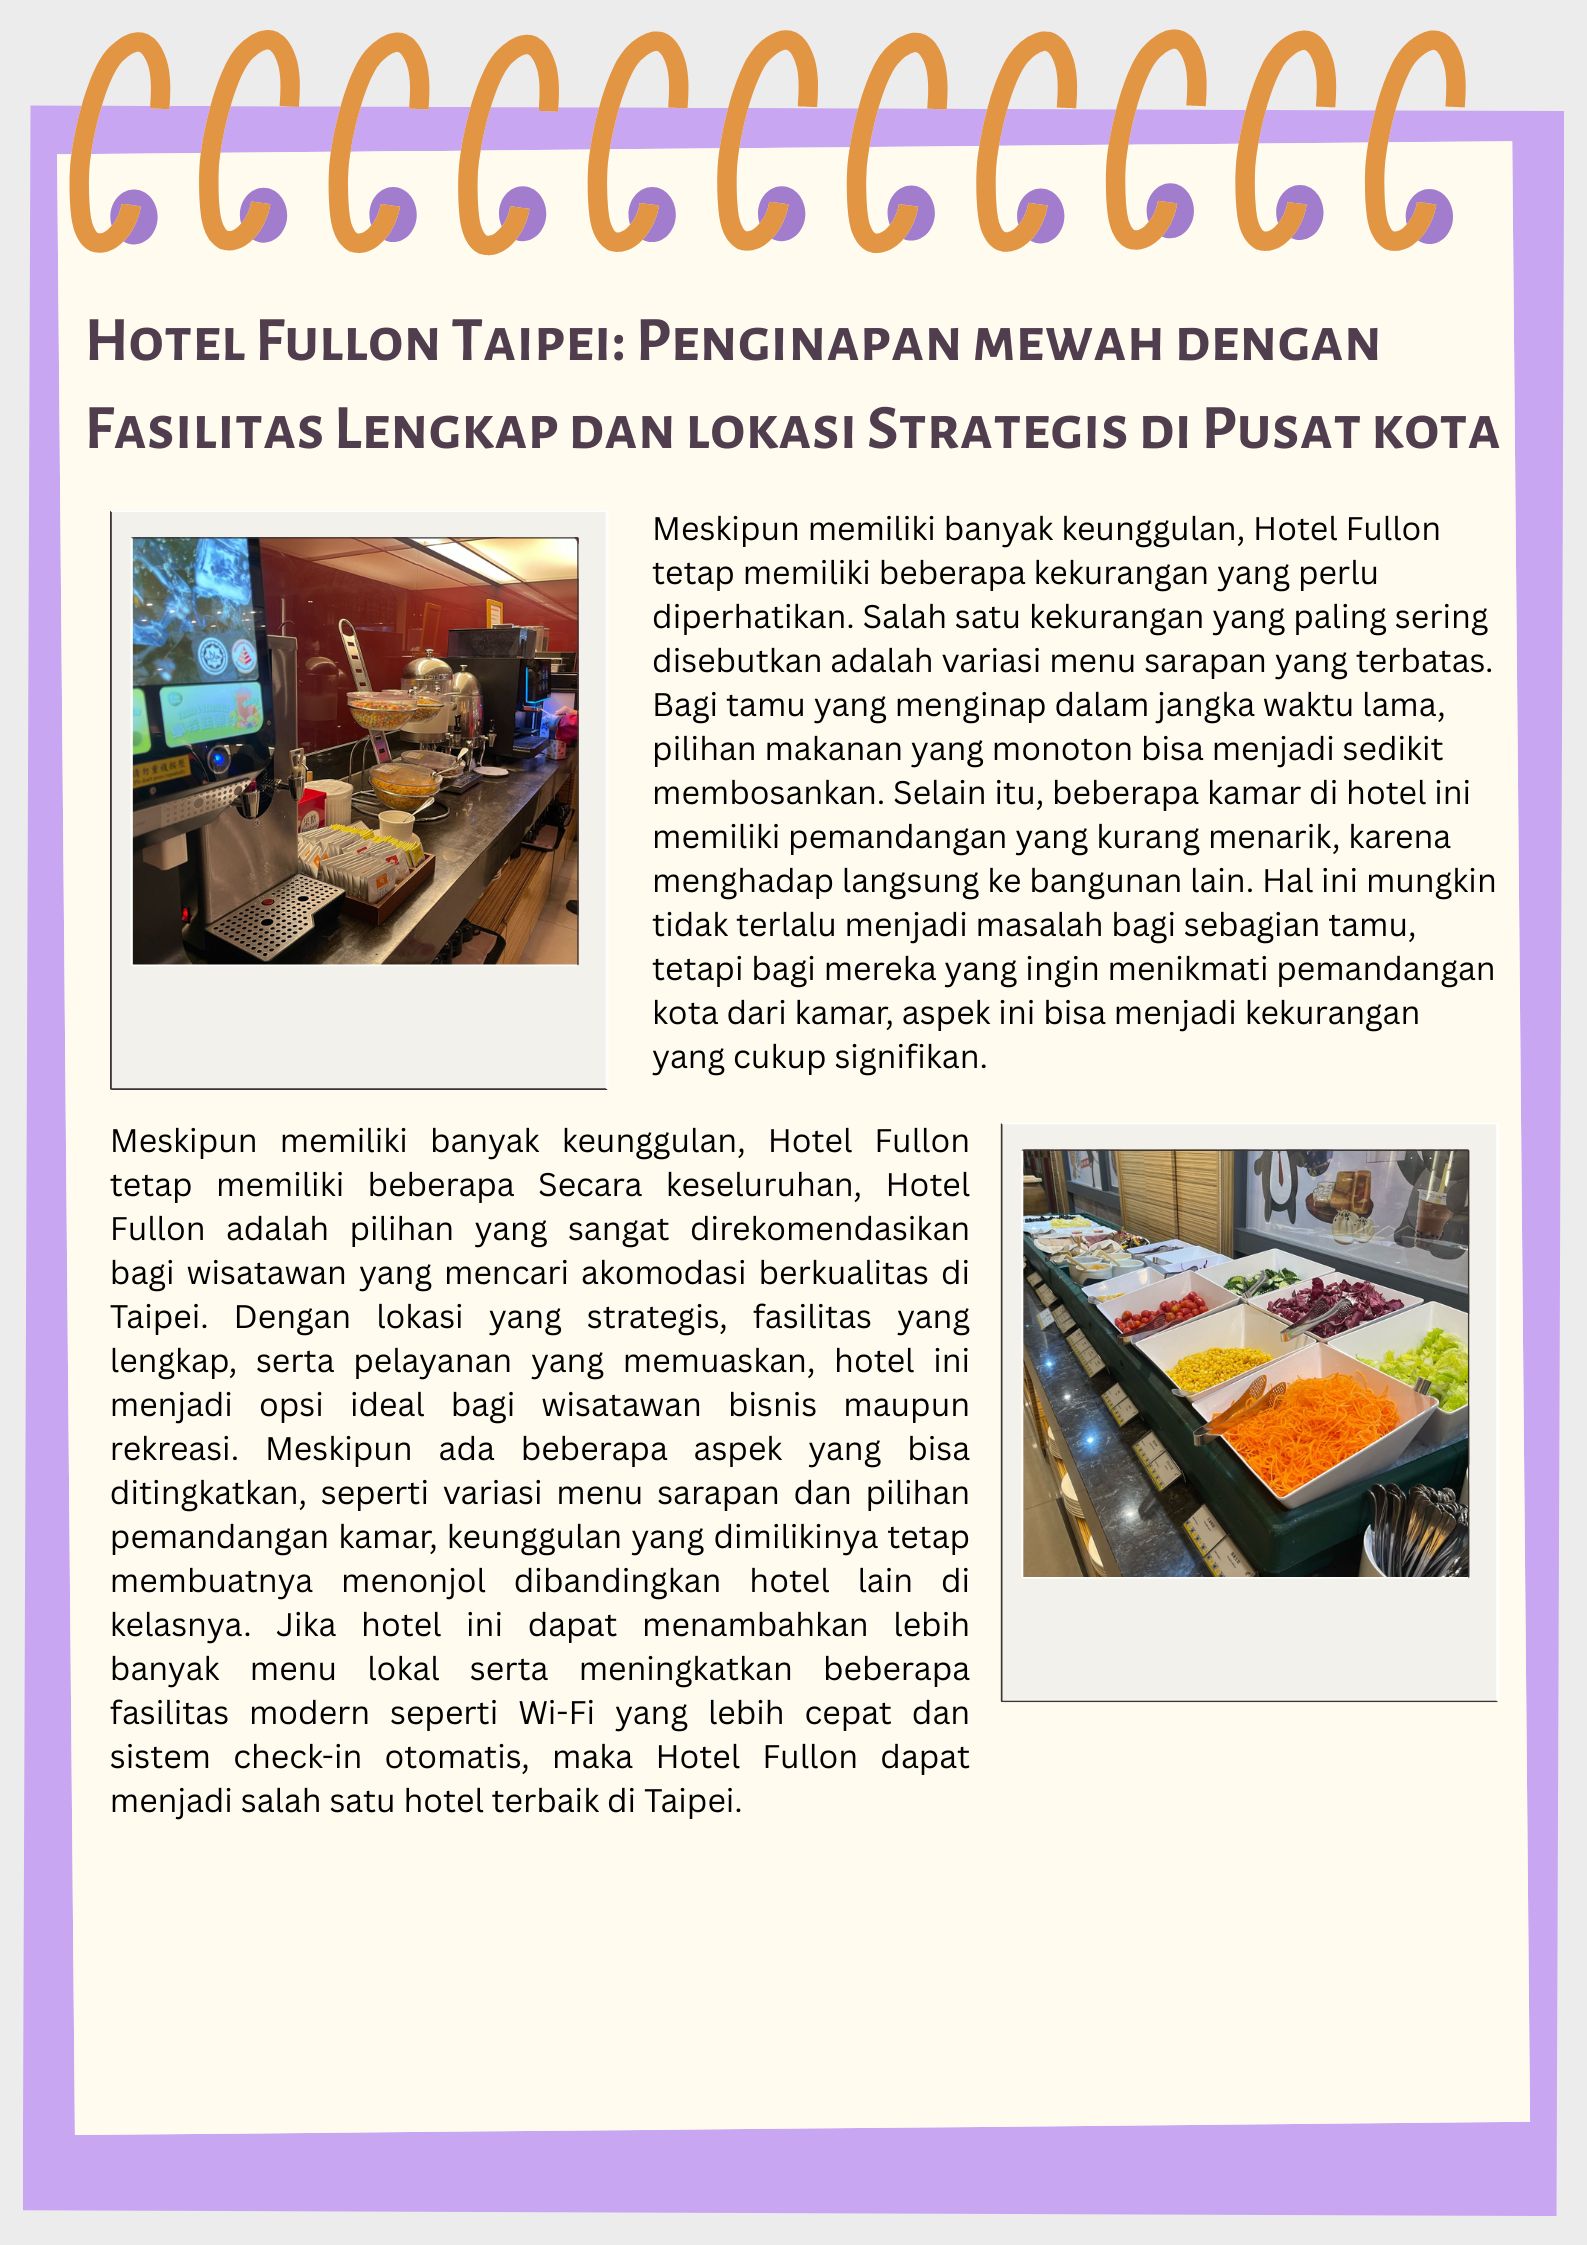 Hotel Fullon Taipei: Penginapan mewah dengan
Fasilitas Lengkap dan lokasi Strategis di Pusat kota
Meskipun memiliki banyak keunggulan, Hotel Fullon
tetap memiliki beberapa kekurangan yang perlu
diperhatikan. Salah satu kekurangan yang paling sering
disebutkan adalah variasi menu sarapan yang terbatas.
Bagi tamu yang menginap dalam jangka waktu lama,
pilihan makanan yang monoton bisa menjadi sedikit
membosankan. Selain itu, beberapa kamar di hotel ini
memiliki pemandangan yang kurang menarik, karena
menghadap langsung ke bangunan lain. Hal ini mungkin
tidak terlalu menjadi masalah bagi sebagian tamu,
tetapi bagi mereka yang ingin menikmati pemandangan
kota dari kamar, aspek ini bisa menjadi kekurangan
yang cukup signifikan.
Meskipun memiliki banyak keunggulan, Hotel Fullon
tetap memiliki beberapa Secara keseluruhan, Hotel
Fullon adalah pilihan yang sangat direkomendasikan
bagi wisatawan yang mencari akomodasi berkualitas di
Taipei. Dengan lokasi yang strategis, fasilitas yang
lengkap, serta pelayanan yang memuaskan, hotel ini
menjadi opsi ideal bagi wisatawan bisnis maupun
rekreasi. Meskipun ada beberapa aspek yang bisa
ditingkatkan, seperti variasi menu sarapan dan pilihan
pemandangan kamar, keunggulan yang dimilikinya tetap
membuatnya menonjol dibandingkan hotel lain di
kelasnya. Jika hotel ini dapat menambahkan lebih
banyak menu lokal serta meningkatkan beberapa
fasilitas modern seperti Wi-Fi yang lebih cepat dan
sistem check-in otomatis, maka Hotel Fullon dapat
menjadi salah satu hotel terbaik di Taipei.